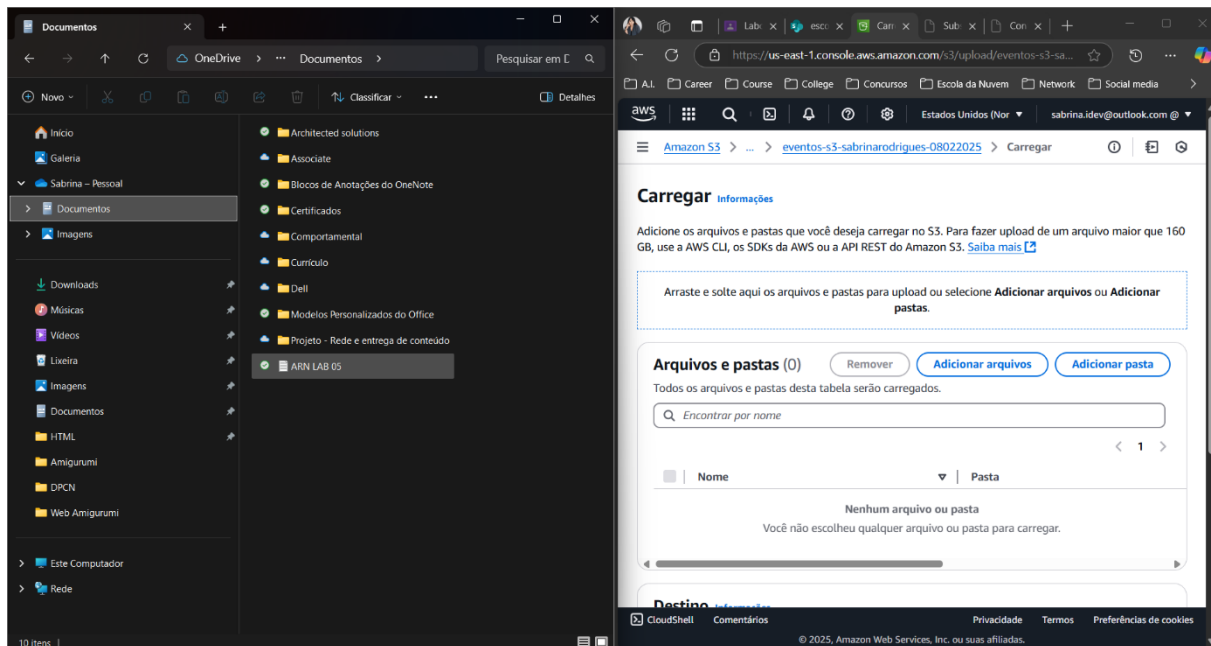 Documentos
OneDrive
Documentos
Pesquisar em D
Novo
Classificar
Detalhes
Início
Galeria
Sabrina – Pessoal
Documentos
Imagens
Downloads
Músicas
Vídeos
Lixeira
Imagens
Documentos
HTML
Amigurumi
DPCN
Web Amigurumi
Este Computador
Rede
10 itens
Architected solutions
Associate
Blocos de Anotações do OneNote
Certificados
Comportamental
Currículo
Dell
Modelos Personalizados do Office
Projeto - Rede e entrega de conteúdo
ARN LAB 05
Lab
esco
Carr
Sub
Con
https://us-east-1.console.aws.amazon.com/s3/upload/eventos-s3-sa...
A.I. Career Course College Concursos Escola da Nuvem Network Social media
aws Estados Unidos (Nor sabrina.idev@outlook.com @
Amazon S3 > ... > eventos-s3-sabrinarodrigues-08022025 > Carregar
Carregar Informações
Adicione os arquivos e pastas que você deseja carregar no S3. Para fazer upload de um arquivo maior que 160
GB, use a AWS CLI, os SDKs da AWS ou a API REST do Amazon S3. Saiba mais
Arraste e solte aqui os arquivos e pastas para upload ou selecione Adicionar arquivos ou Adicionar
pastas.
Arquivos e pastas (0) Remover Adicionar arquivos Adicionar pasta
Todos os arquivos e pastas desta tabela serão carregados.
Encontrar por nome
1
Nome Pasta
Nenhum arquivo ou pasta
Você não escolheu qualquer arquivo ou pasta para carregar.
Destino Informações
CloudShell Comentários Privacidade Termos Preferências de cookies
© 2025, Amazon Web Services, Inc. ou suas afiliadas.